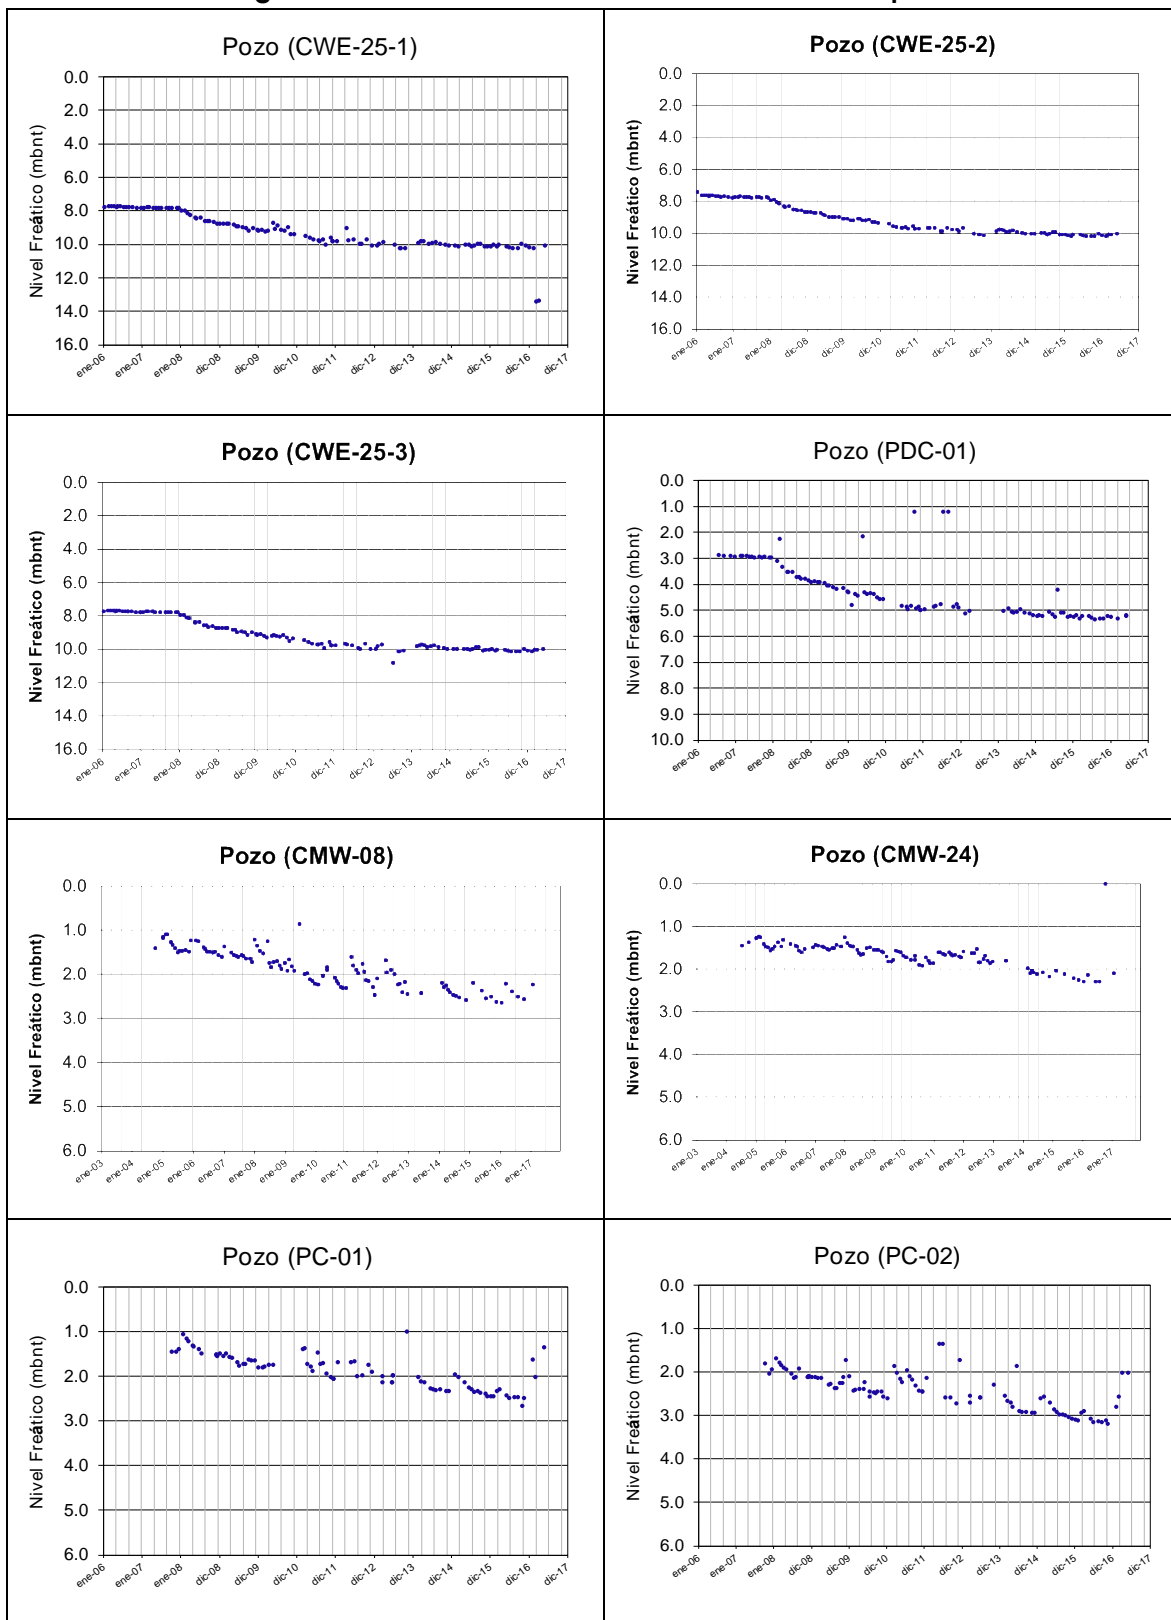 Pozo (CWE-25-1)
Nivel Freático (mbnt)
0.0
2.0
4.0
6.0
8.0
10.0
12.0
14.0
16.0
ene-06 ene-07 ene-08 dic-08 dic-09 dic-10 dic-11 dic-12 dic-13 dic-14 dic-15 dic-16 dic-17
Pozo (CWE-25-2)
Nivel Freático (mbnt)
0.0
2.0
4.0
6.0
8.0
10.0
12.0
14.0
16.0
ene-06 ene-07 ene-08 dic-08 dic-09 dic-10 dic-11 dic-12 dic-13 dic-14 dic-15 dic-16 dic-17
Pozo (CWE-25-3)
Nivel Freático (mbnt)
0.0
2.0
4.0
6.0
8.0
10.0
12.0
14.0
16.0
ene-06 ene-07 ene-08 dic-08 dic-09 dic-10 dic-11 dic-12 dic-13 dic-14 dic-15 dic-16 dic-17
Pozo (PDC-01)
Nivel Freático (mbnt)
0.0
1.0
2.0
3.0
4.0
5.0
6.0
7.0
8.0
9.0
10.0
ene-06 ene-07 ene-08 dic-08 dic-09 dic-10 dic-11 dic-12 dic-13 dic-14 dic-15 dic-16 dic-17
Pozo (CMW-08)
Nivel Freático (mbnt)
0.0
1.0
2.0
3.0
4.0
5.0
6.0
ene-03 ene-04 ene-05 ene-06 ene-07 ene-08 ene-09 ene-10 ene-11 ene-12 ene-13 ene-14 ene-15 ene-16 ene-17
Pozo (CMW-24)
Nivel Freático (mbnt)
0.0
1.0
2.0
3.0
4.0
5.0
6.0
ene-03 ene-04 ene-05 ene-06 ene-07 ene-08 ene-09 ene-10 ene-11 ene-12 ene-13 ene-14 ene-15 ene-16 ene-17
Pozo (PC-01)
Nivel Freático (mbnt)
0.0
1.0
2.0
3.0
4.0
5.0
6.0
ene-06 ene-07 ene-08 dic-08 dic-09 dic-10 dic-11 dic-12 dic-13 dic-14 dic-15 dic-16 dic-17
Pozo (PC-02)
Nivel Freático (mbnt)
0.0
1.0
2.0
3.0
4.0
5.0
6.0
ene-06 ene-07 ene-08 dic-08 dic-09 dic-10 dic-11 dic-12 dic-13 dic-14 dic-15 dic-16 dic-17